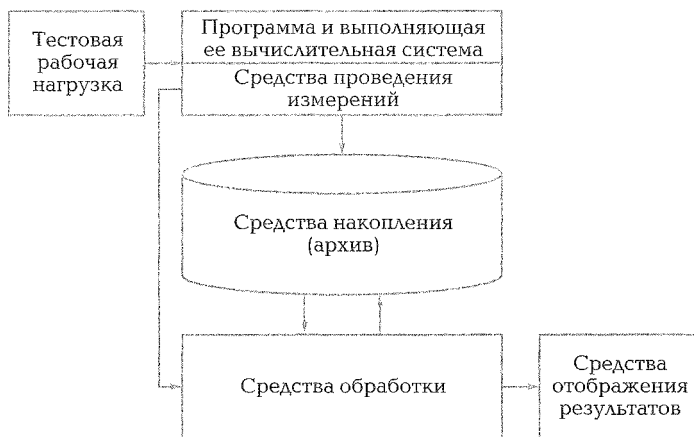 Тестовая
рабочая
нагрузка
Программа и выполняющая
ее вычислительная система
Средства проведения
измерений
Средства накопления
(архив)
Средства обработки
Средства
отображения
результатов